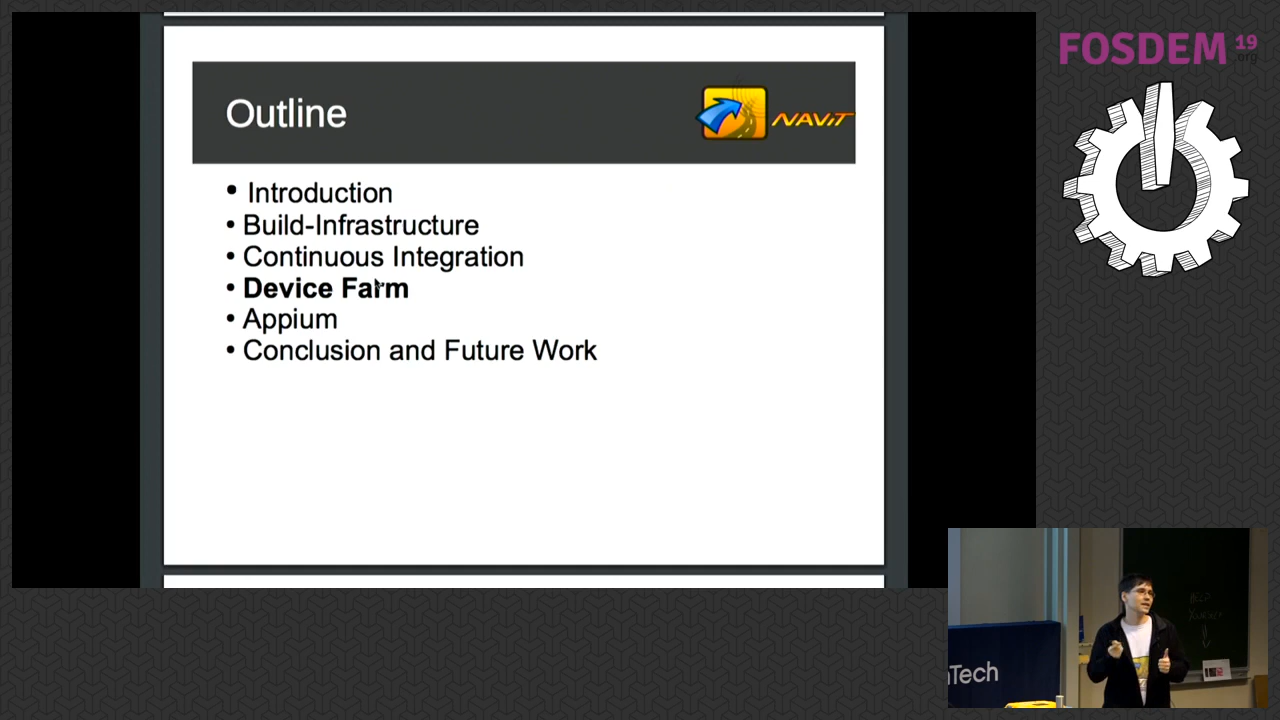 FOSDEM 19
.org
Outline
NAViT
• Introduction
• Build-Infrastructure
• Continuous Integration
• Device Farm
• Appium
• Conclusion and Future Work
Tech